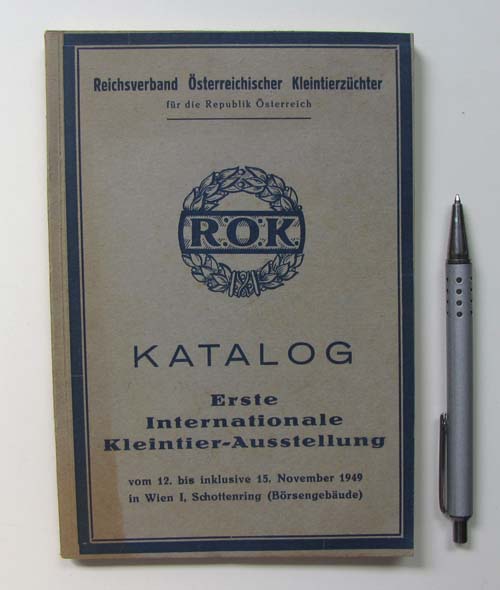 Reichsverband Österreichischer Kleintierzüchter
für die Republik Österreich
R.Ö.K.
KATALOG
Erste
Internationale
Kleintier-Ausstellung
vom 12. bis inklusive 15. November 1949
in Wien I, Schottenring (Börsengebäude)